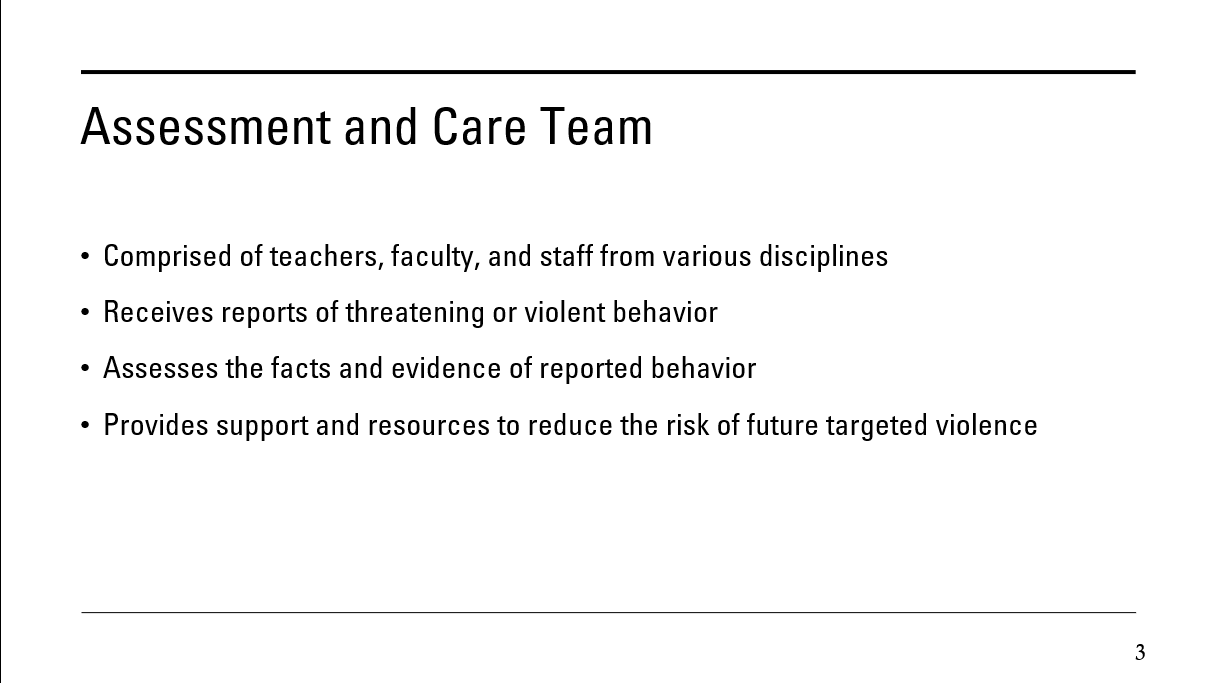 Assessment and Care Team
• Comprised of teachers, faculty, and staff from various disciplines
• Receives reports of threatening or violent behavior
• Assesses the facts and evidence of reported behavior
• Provides support and resources to reduce the risk of future targeted violence
3